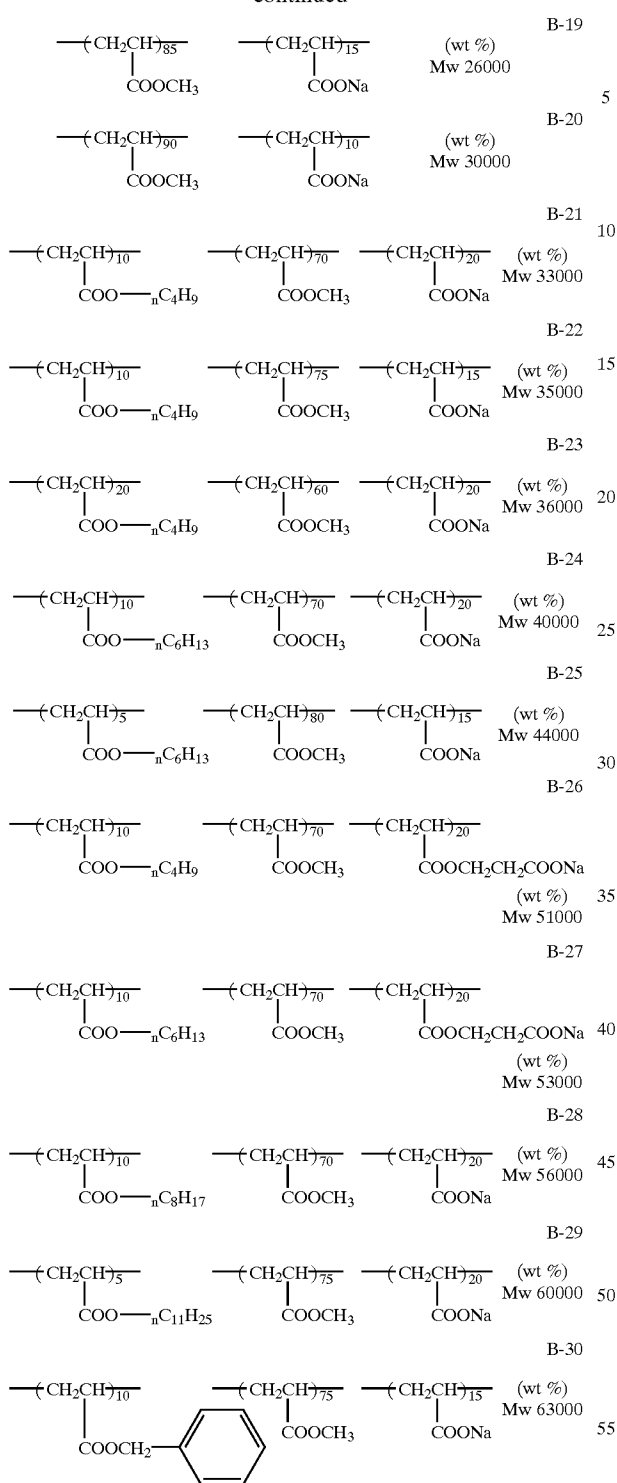 continued
B-19
—(CH₂CH)₈₅— —(CH₂CH)₁₅— (wt %)
Mw 26000
COOCH₃ COONa
5
B-20
—(CH₂CH)₉₀— —(CH₂CH)₁₀— (wt %)
Mw 30000
COOCH₃ COONa
B-21
10
—(CH₂CH)₁₀— —(CH₂CH)₇₀— —(CH₂CH)₂₀— (wt %)
Mw 33000
COO—ₙC₄H₉ COOCH₃ COONa
B-22
15
—(CH₂CH)₁₀— —(CH₂CH)₇₅— —(CH₂CH)₁₅— (wt %)
Mw 35000
COO—ₙC₄H₉ COOCH₃ COONa
B-23
—(CH₂CH)₂₀— —(CH₂CH)₆₀— —(CH₂CH)₂₀— (wt %)
Mw 36000 20
COO—ₙC₄H₉ COOCH₃ COONa
B-24
—(CH₂CH)₁₀— —(CH₂CH)₇₀— —(CH₂CH)₂₀— (wt %)
Mw 40000
25
COO—ₙC₆H₁₃ COOCH₃ COONa
B-25
—(CH₂CH)₅— —(CH₂CH)₈₀— —(CH₂CH)₁₅— (wt %)
Mw 44000
COO—ₙC₆H₁₃ COOCH₃ COONa
30
B-26
—(CH₂CH)₁₀— —(CH₂CH)₇₀— —(CH₂CH)₂₀—
COO—ₙC₄H₉ COOCH₃ COOCH₂CH₂COONa
(wt %) 35
Mw 51000
B-27
—(CH₂CH)₁₀— —(CH₂CH)₇₀— —(CH₂CH)₂₀—
COO—ₙC₆H₁₃ COOCH₃ COOCH₂CH₂COONa 40
(wt %)
Mw 53000
B-28
—(CH₂CH)₁₀— —(CH₂CH)₇₀— —(CH₂CH)₂₀— (wt %) 45
Mw 56000
COO—ₙC₈H₁₇ COOCH₃ COONa
B-29
—(CH₂CH)₅— —(CH₂CH)₇₅— —(CH₂CH)₂₀— (wt %)
Mw 60000 50
COO—ₙC₁₁H₂₅ COOCH₃ COONa
B-30
—(CH₂CH)₁₀— —(CH₂CH)₇₅— —(CH₂CH)₁₅— (wt %)
Mw 63000
55
COOCH₂— COOCH₃ COONa